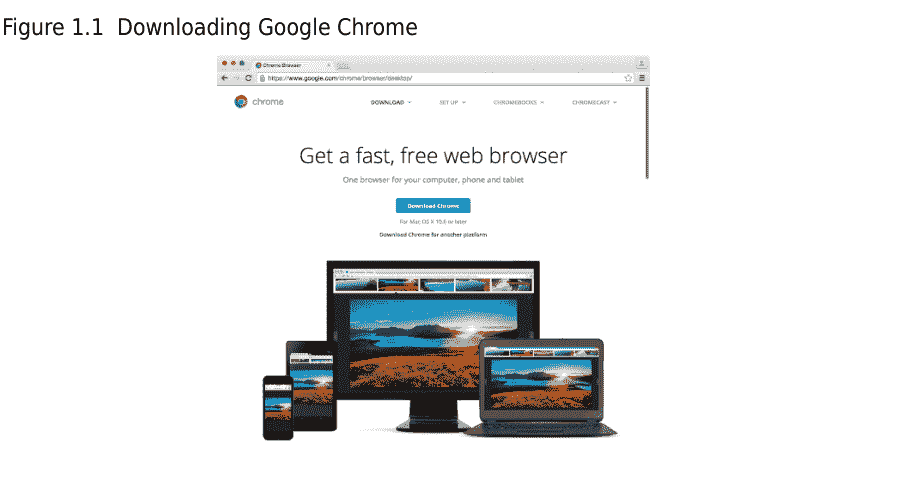 Figure 1.1 Downloading Google Chrome
Chrome Browser
https://www.google.com/chrome/browser/desktop/
chrome DOWNLOAD SET UP CHROMEBOOKS CHROMECAST
Get a fast, free web browser
One browser for your computer, phone and tablet
Download Chrome
For Mac OS X 10.6 or later
Download Chrome for another platform